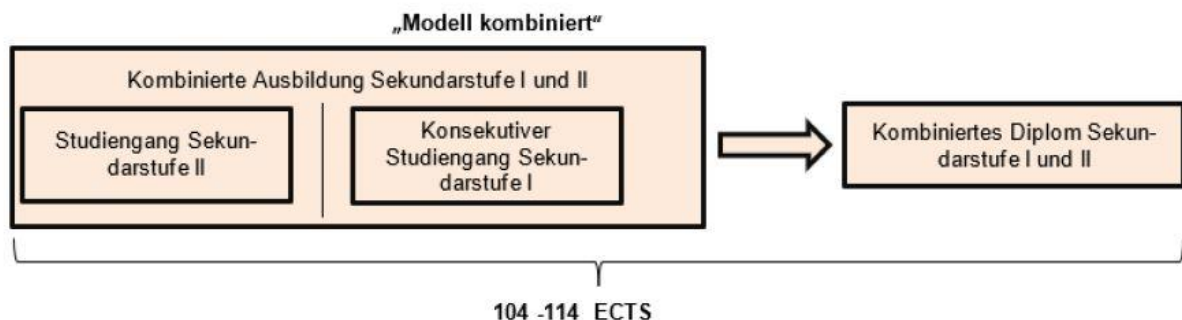 „Modell kombiniert“
Kombinierte Ausbildung Sekundarstufe I und II
Studiengang Sekun-
darstufe II
Konsekutiver
Studiengang Sekun-
darstufe I
Kombiniertes Diplom Sekun-
darstufe I und II
104 -114 ECTS